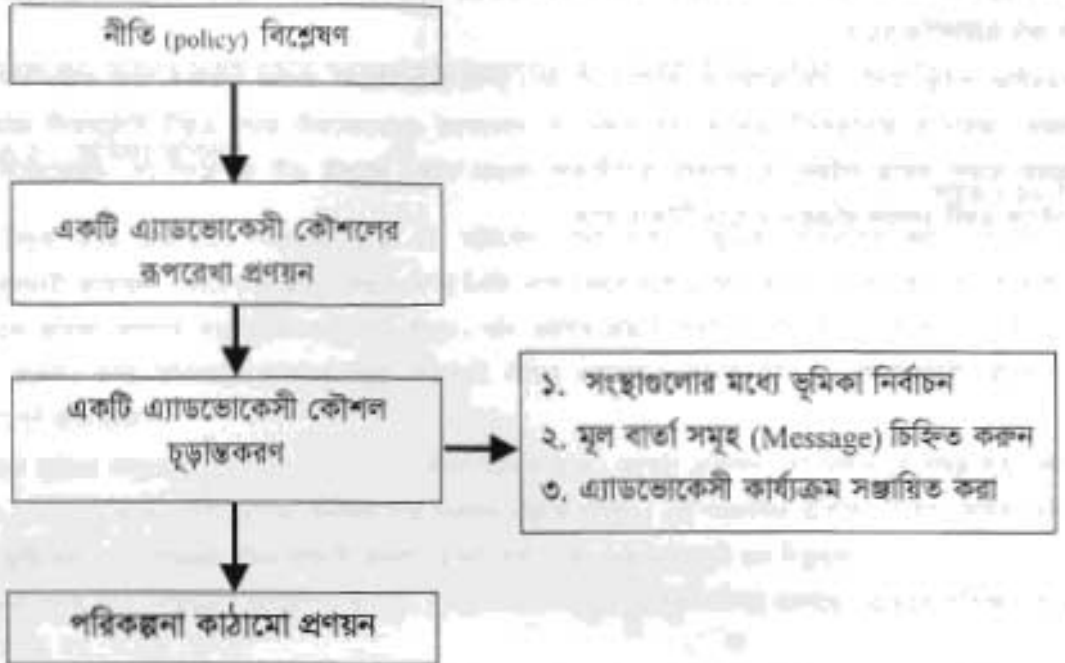 নীতি (policy) বিশ্লেষণ
একটি এ্যাডভোকেসী কৌশলের
রূপরেখা প্রণয়ন
একটি এ্যাডভোকেসী কৌশল
চূড়ান্তকরণ
১. সংস্থাগুলোর মধ্যে ভূমিকা নির্বাচন
২. মূল বার্তা সমূহ (Message) চিহ্নিত করুন
৩. এ্যাডভোকেসী কার্য্যক্রম সঞ্জায়িত করা
পরিকল্পনা কাঠামো প্রণয়ন